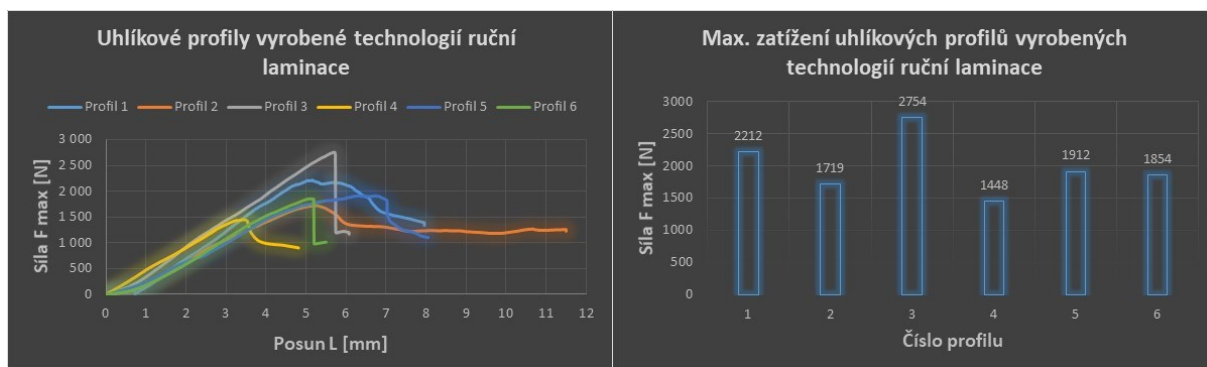 Uhlíkové profily vyrobené technologií ruční
laminace
Profil 1 Profil 2 Profil 3 Profil 4 Profil 5 Profil 6
Síla F max [N]
3 000
2 500
2 000
1 500
1 000
500
0
0 1 2 3 4 5 6 7 8 9 10 11 12
Posun L [mm]
Max. zatížení uhlíkových profilů vyrobených
technologií ruční laminace
Síla F max [N]
3000
2500
2000
1500
1000
500
0
2212
1719
2754
1448
1912
1854
1 2 3 4 5 6
Číslo profilu